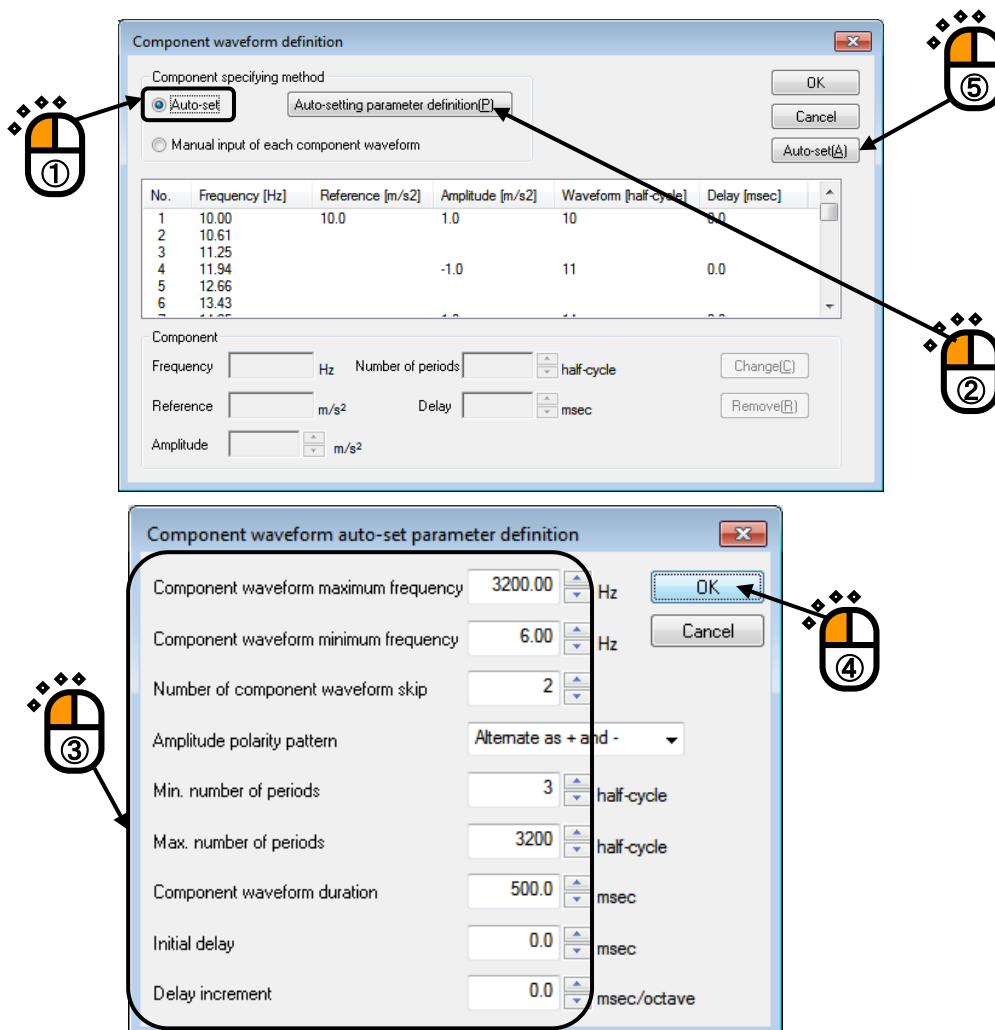 Component waveform definition
Component specifying method
Auto-set
Auto-setting parameter definition(P)
Manual input of each component waveform
OK
Cancel
Auto-set(A)
①
⑤
②
No. Frequency [Hz] Reference [m/s2] Amplitude [m/s2] Waveform [half-cycle] Delay [msec]
1 10.00 10.0 1.0 10 0.0
2 10.61
3 11.25
4 11.94 -1.0 11 0.0
5 12.66
6 13.43
Component
Frequency Hz Number of periods half-cycle Change(C)
Reference m/s2 Delay msec Remove(R)
Amplitude m/s2
Component waveform auto-set parameter definition
Component waveform maximum frequency 3200.00 Hz OK
Component waveform minimum frequency 6.00 Hz Cancel
④
Number of component waveform skip 2
③
Amplitude polarity pattern Alternate as + and -
Min. number of periods 3 half-cycle
Max. number of periods 3200 half-cycle
Component waveform duration 500.0 msec
Initial delay 0.0 msec
Delay increment 0.0 msec/octave